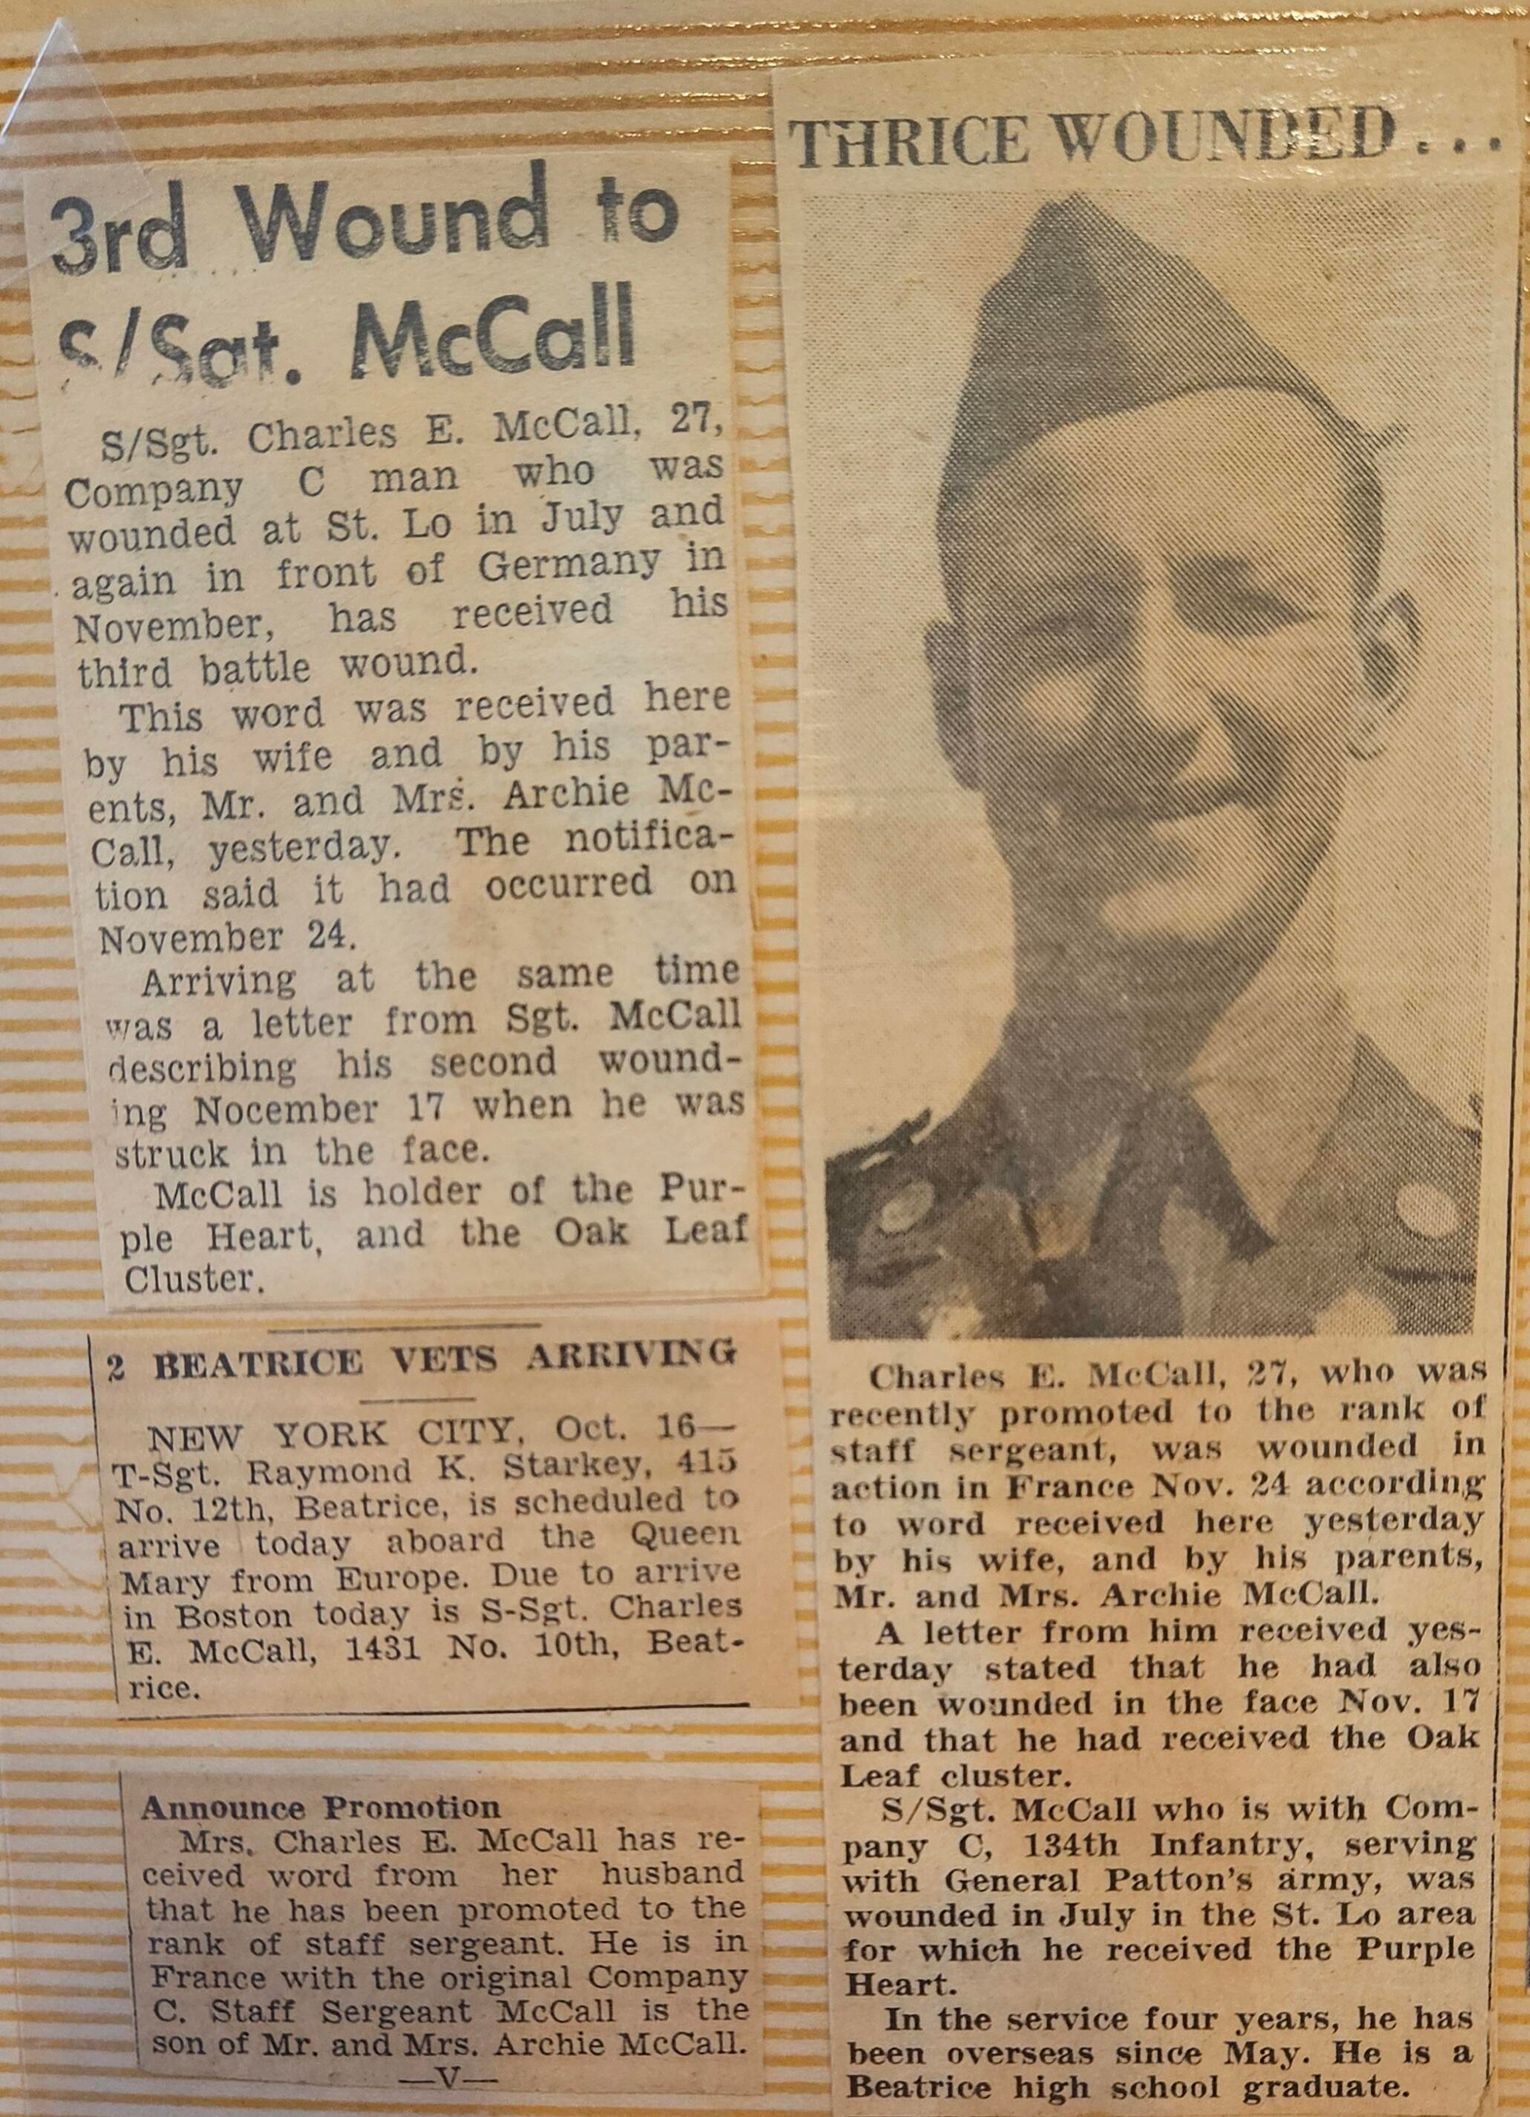 3rd Wound to
S/Sgt. McCall
S/Sgt. Charles E. McCall, 27,
Company C man who was
wounded at St. Lo in July and
again in front of Germany in
November, has received his
third battle wound.
This word was received here
by his wife and by his par-
ents, Mr. and Mrs. Archie Mc-
Call, yesterday. The notifica-
tion said it had occurred on
November 24.
Arriving at the same time
was a letter from Sgt. McCall
describing his second wound-
ing Nocember 17 when he was
struck in the face.
McCall is holder of the Pur-
ple Heart, and the Oak Leaf
Cluster.
2 BEATRICE VETS ARRIVING
NEW YORK CITY, Oct. 16—
T-Sgt. Raymond K. Starkey, 415
No. 12th, Beatrice, is scheduled to
arrive today aboard the Queen
Mary from Europe. Due to arrive
in Boston today is S-Sgt. Charles
E. McCall, 1431 No. 10th, Beat-
rice.
Announce Promotion
Mrs. Charles E. McCall has re-
ceived word from her husband
that he has been promoted to the
rank of staff sergeant. He is in
France with the original Company
C. Staff Sergeant McCall is the
son of Mr. and Mrs. Archie McCall.
—V—
THRICE WOUNDED...
Charles E. McCall, 27, who was
recently promoted to the rank of
staff sergeant, was wounded in
action in France Nov. 24 according
to word received here yesterday
by his wife, and by his parents,
Mr. and Mrs. Archie McCall.
A letter from him received yes-
terday stated that he had also
been wounded in the face Nov. 17
and that he had received the Oak
Leaf cluster.
S/Sgt. McCall who is with Com-
pany C, 134th Infantry, serving
with General Patton's army, was
wounded in July in the St. Lo area
for which he received the Purple
Heart.
In the service four years, he has
been overseas since May. He is a
Beatrice high school graduate.